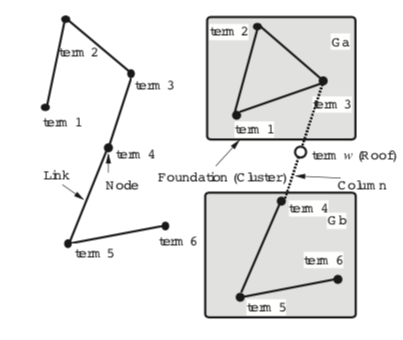 term 2
term 3
term 1
term 4
Link
Node
term 5
term 6
term 2
Ga
term 3
term 1
term w (Roof)
Foundation (Cluster)
Column
term 4
Gb
term 6
term 5